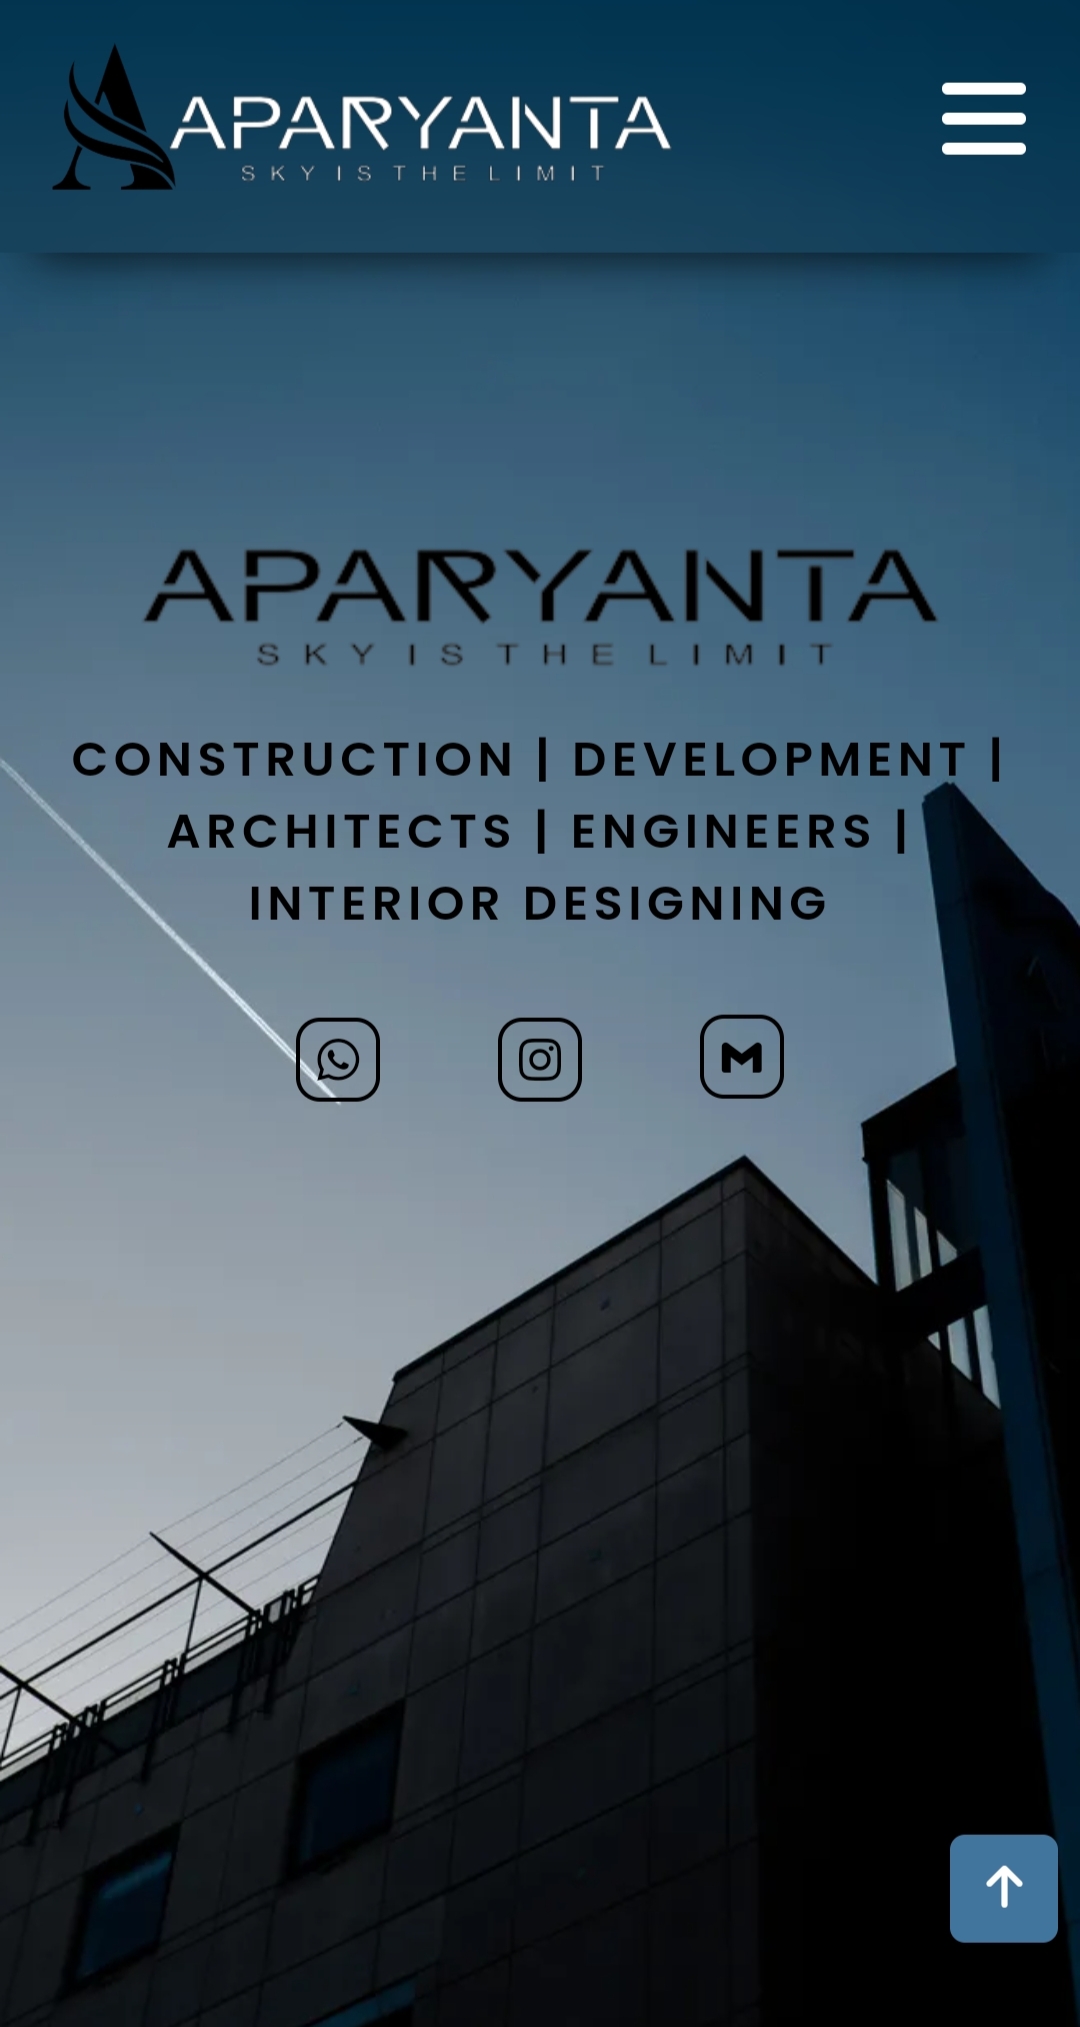 APARYANTA
SKY IS THE LIMIT
APARYANTA
SKY IS THE LIMIT
CONSTRUCTION | DEVELOPMENT |
ARCHITECTS | ENGINEERS |
INTERIOR DESIGNING